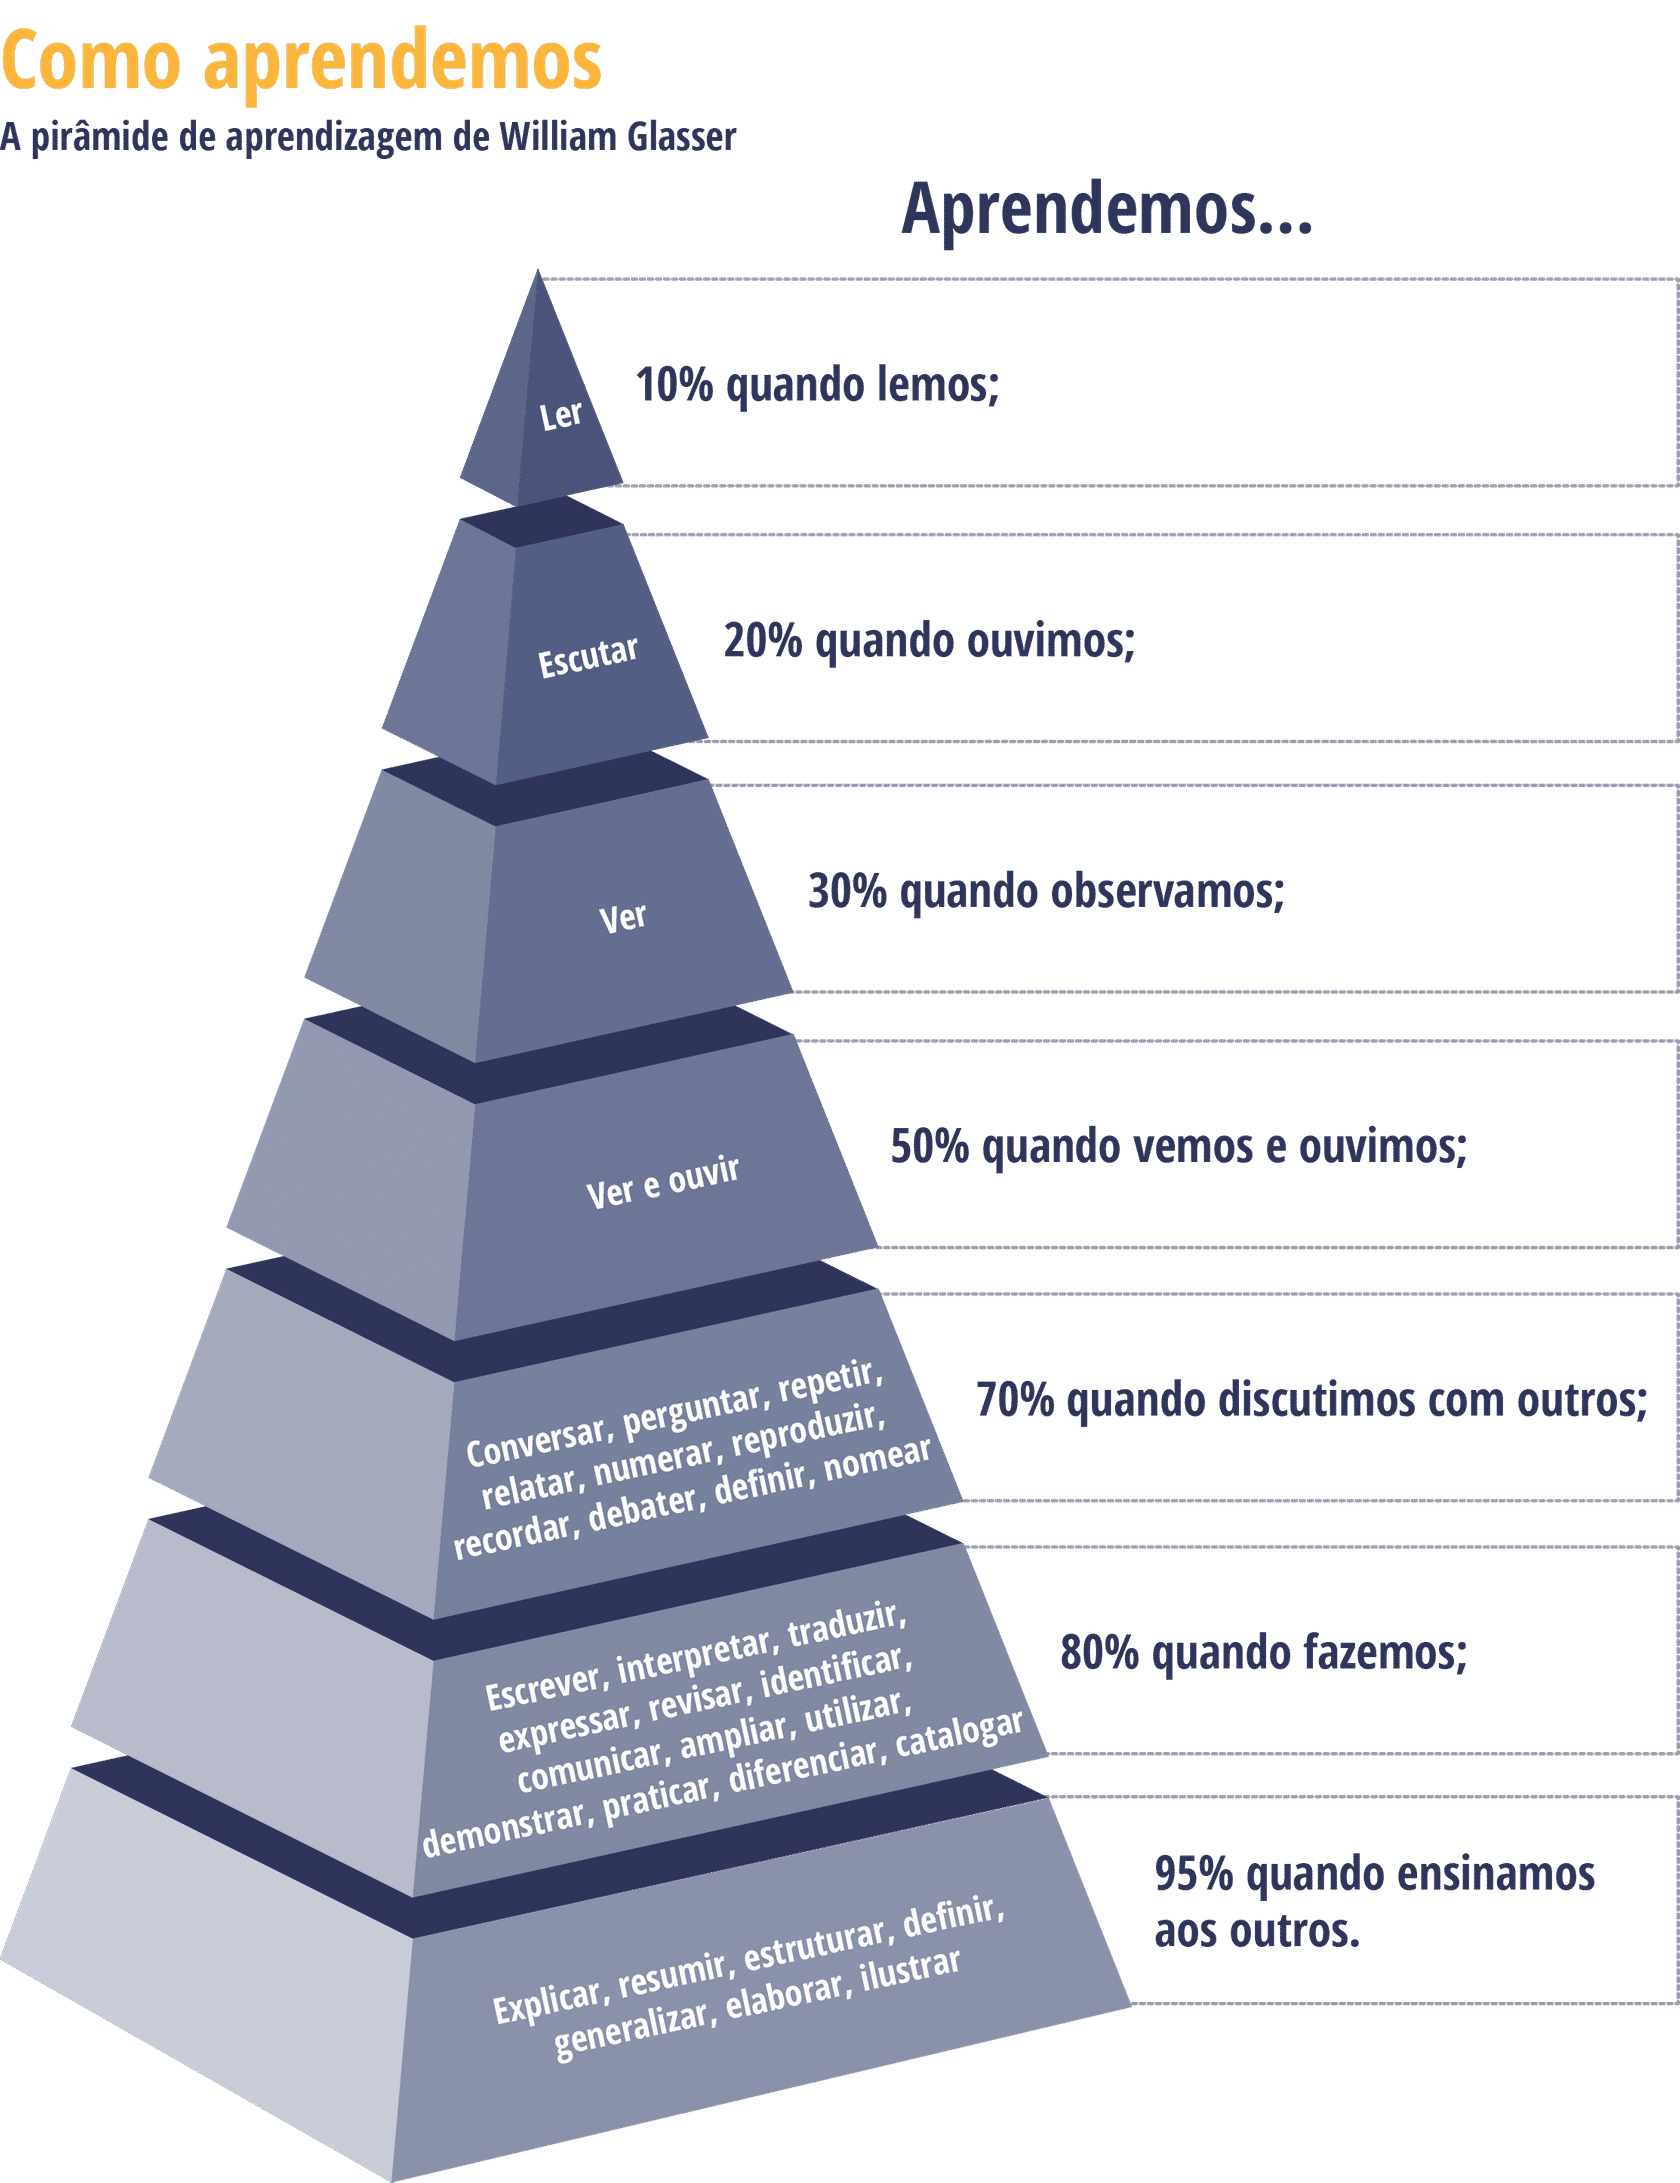 Como aprendemos
A pirâmide de aprendizagem de William Glasser
Aprendemos...
Ler
10% quando lemos;
Escutar
20% quando ouvimos;
Ver
30% quando observamos;
Ver e ouvir
50% quando vemos e ouvimos;
Conversar, perguntar, repetir,
relatar, numerar, reproduzir,
recordar, debater, definir, nomear
70% quando discutimos com outros;
Escrever, interpretar, traduzir,
expressar, revisar, identificar,
comunicar, ampliar, utilizar,
demonstrar, praticar, diferenciar, catalogar
80% quando fazemos;
Explicar, resumir, estruturar, definir,
generalizar, elaborar, ilustrar
95% quando ensinamos
aos outros.